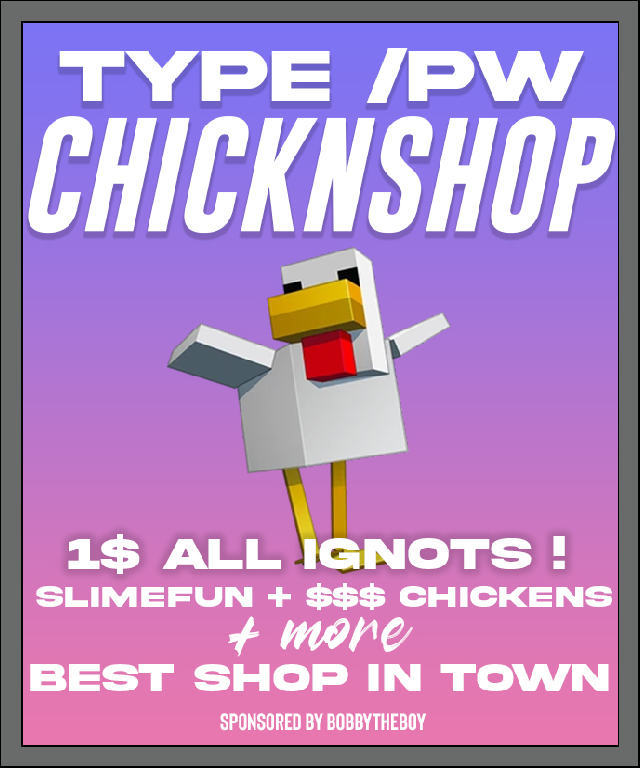 TYPE /PW
CHICKNSHOP
1$ ALL IGNOTS !
SLIMEFUN + $$$ CHICKENS
+ more
BEST SHOP IN TOWN
SPONSORED BY BOBBYTHEBOY